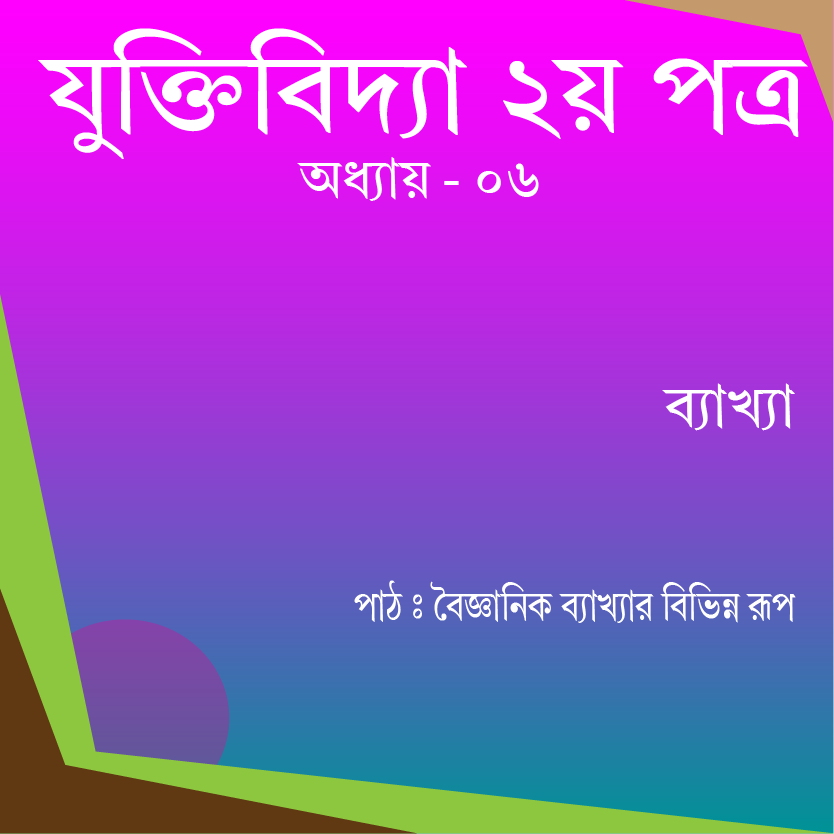 যুক্তিবিদ্যা ২য় পত্র
অধ্যায় - ০৬
ব্যাখ্যা
পাঠ ঃ বৈজ্ঞানিক ব্যাখ্যার বিভিন্ন রূপ